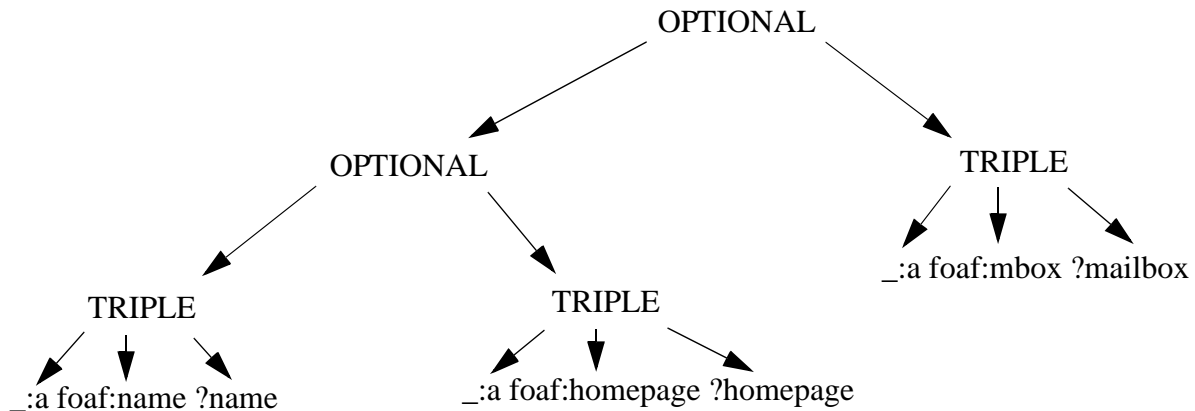 OPTIONAL
OPTIONAL
TRIPLE
_:a foaf:mbox ?mailbox
TRIPLE
TRIPLE
_:a foaf:name ?name
_:a foaf:homepage ?homepage